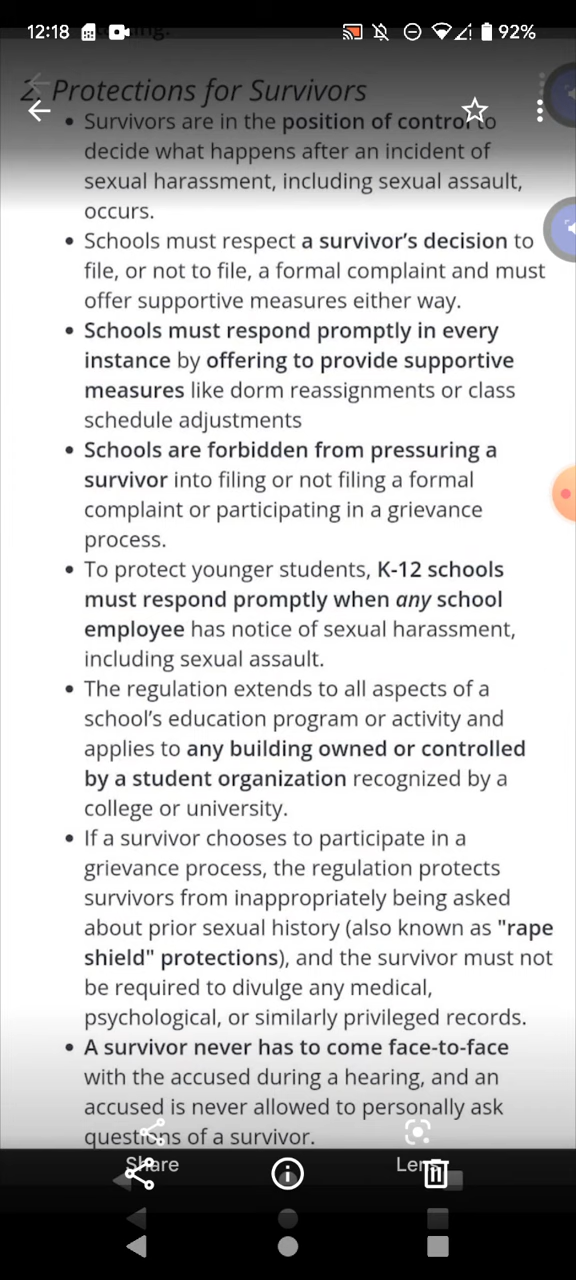 12:18 92%
2. Protections for Survivors
• Survivors are in the position of control to
decide what happens after an incident of
sexual harassment, including sexual assault,
occurs.
• Schools must respect a survivor's decision to
file, or not to file, a formal complaint and must
offer supportive measures either way.
• Schools must respond promptly in every
instance by offering to provide supportive
measures like dorm reassignments or class
schedule adjustments
• Schools are forbidden from pressuring a
survivor into filing or not filing a formal
complaint or participating in a grievance
process.
• To protect younger students, K-12 schools
must respond promptly when any school
employee has notice of sexual harassment,
including sexual assault.
• The regulation extends to all aspects of a
school's education program or activity and
applies to any building owned or controlled
by a student organization recognized by a
college or university.
• If a survivor chooses to participate in a
grievance process, the regulation protects
survivors from inappropriately being asked
about prior sexual history (also known as "rape
shield" protections), and the survivor must not
be required to divulge any medical,
psychological, or similarly privileged records.
• A survivor never has to come face-to-face
with the accused during a hearing, and an
accused is never allowed to personally ask
questions of a survivor.
Share